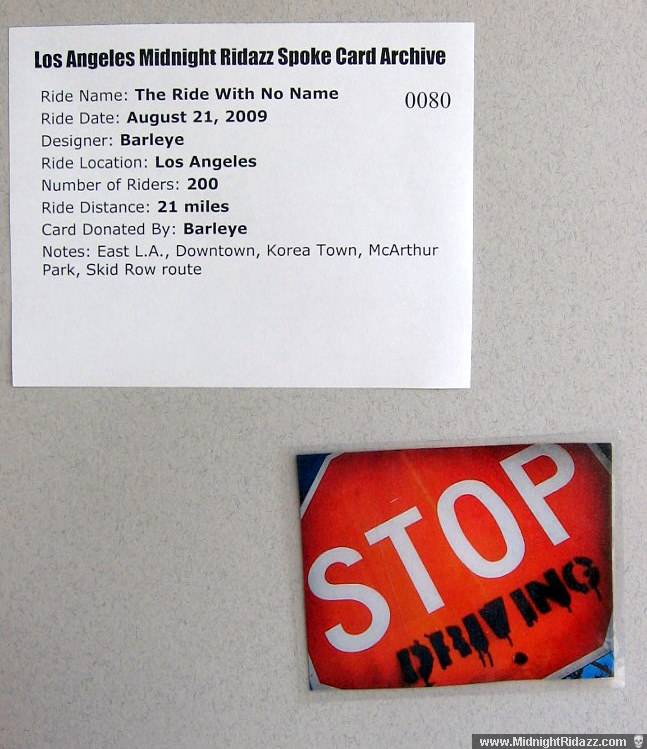 Los Angeles Midnight Ridazz Spoke Card Archive
Ride Name: The Ride With No Name
0080
Ride Date: August 21, 2009
Designer: Barleye
Ride Location: Los Angeles
Number of Riders: 200
Ride Distance: 21 miles
Card Donated By: Barleye
Notes: East L.A., Downtown, Korea Town, McArthur
Park, Skid Row route
STOP
DRIVING
www.MidnightRidazz.com